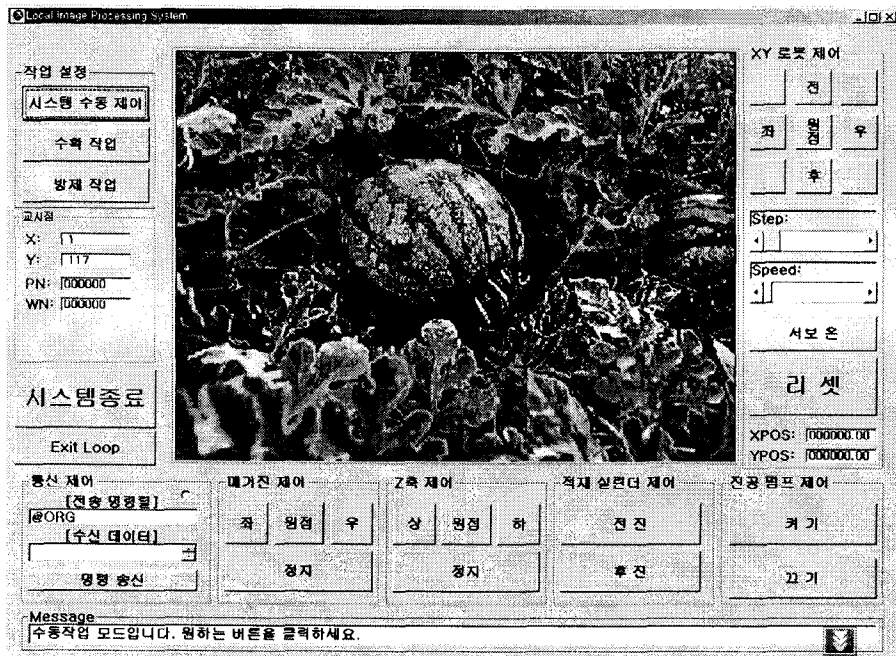 Local Image Processing System
작업 설정
시스템 수동 제어
수확 작업
방제 작업
교시점
X: 1
Y: 117
PN: 000000
WN: 000000
시스템종료
Exit Loop
XY 로봇 제어
전
좌 원점 우
후
Step:
Speed:
서보 온
리 셋
XPOS: 000000.00
YPOS: 000000.00
통신 제어
[전송 명령필]
@ORG
[수신 데이터]
명령 송신
매거진 제어
좌 원점 우
정지
Z축 제어
상 원점 하
정지
적재 실린더 제어
전 진
후 진
진공 펌프 제어
켜 기
끄 기
Message
수동작업 모드입니다. 원하는 버튼을 클릭하세요.